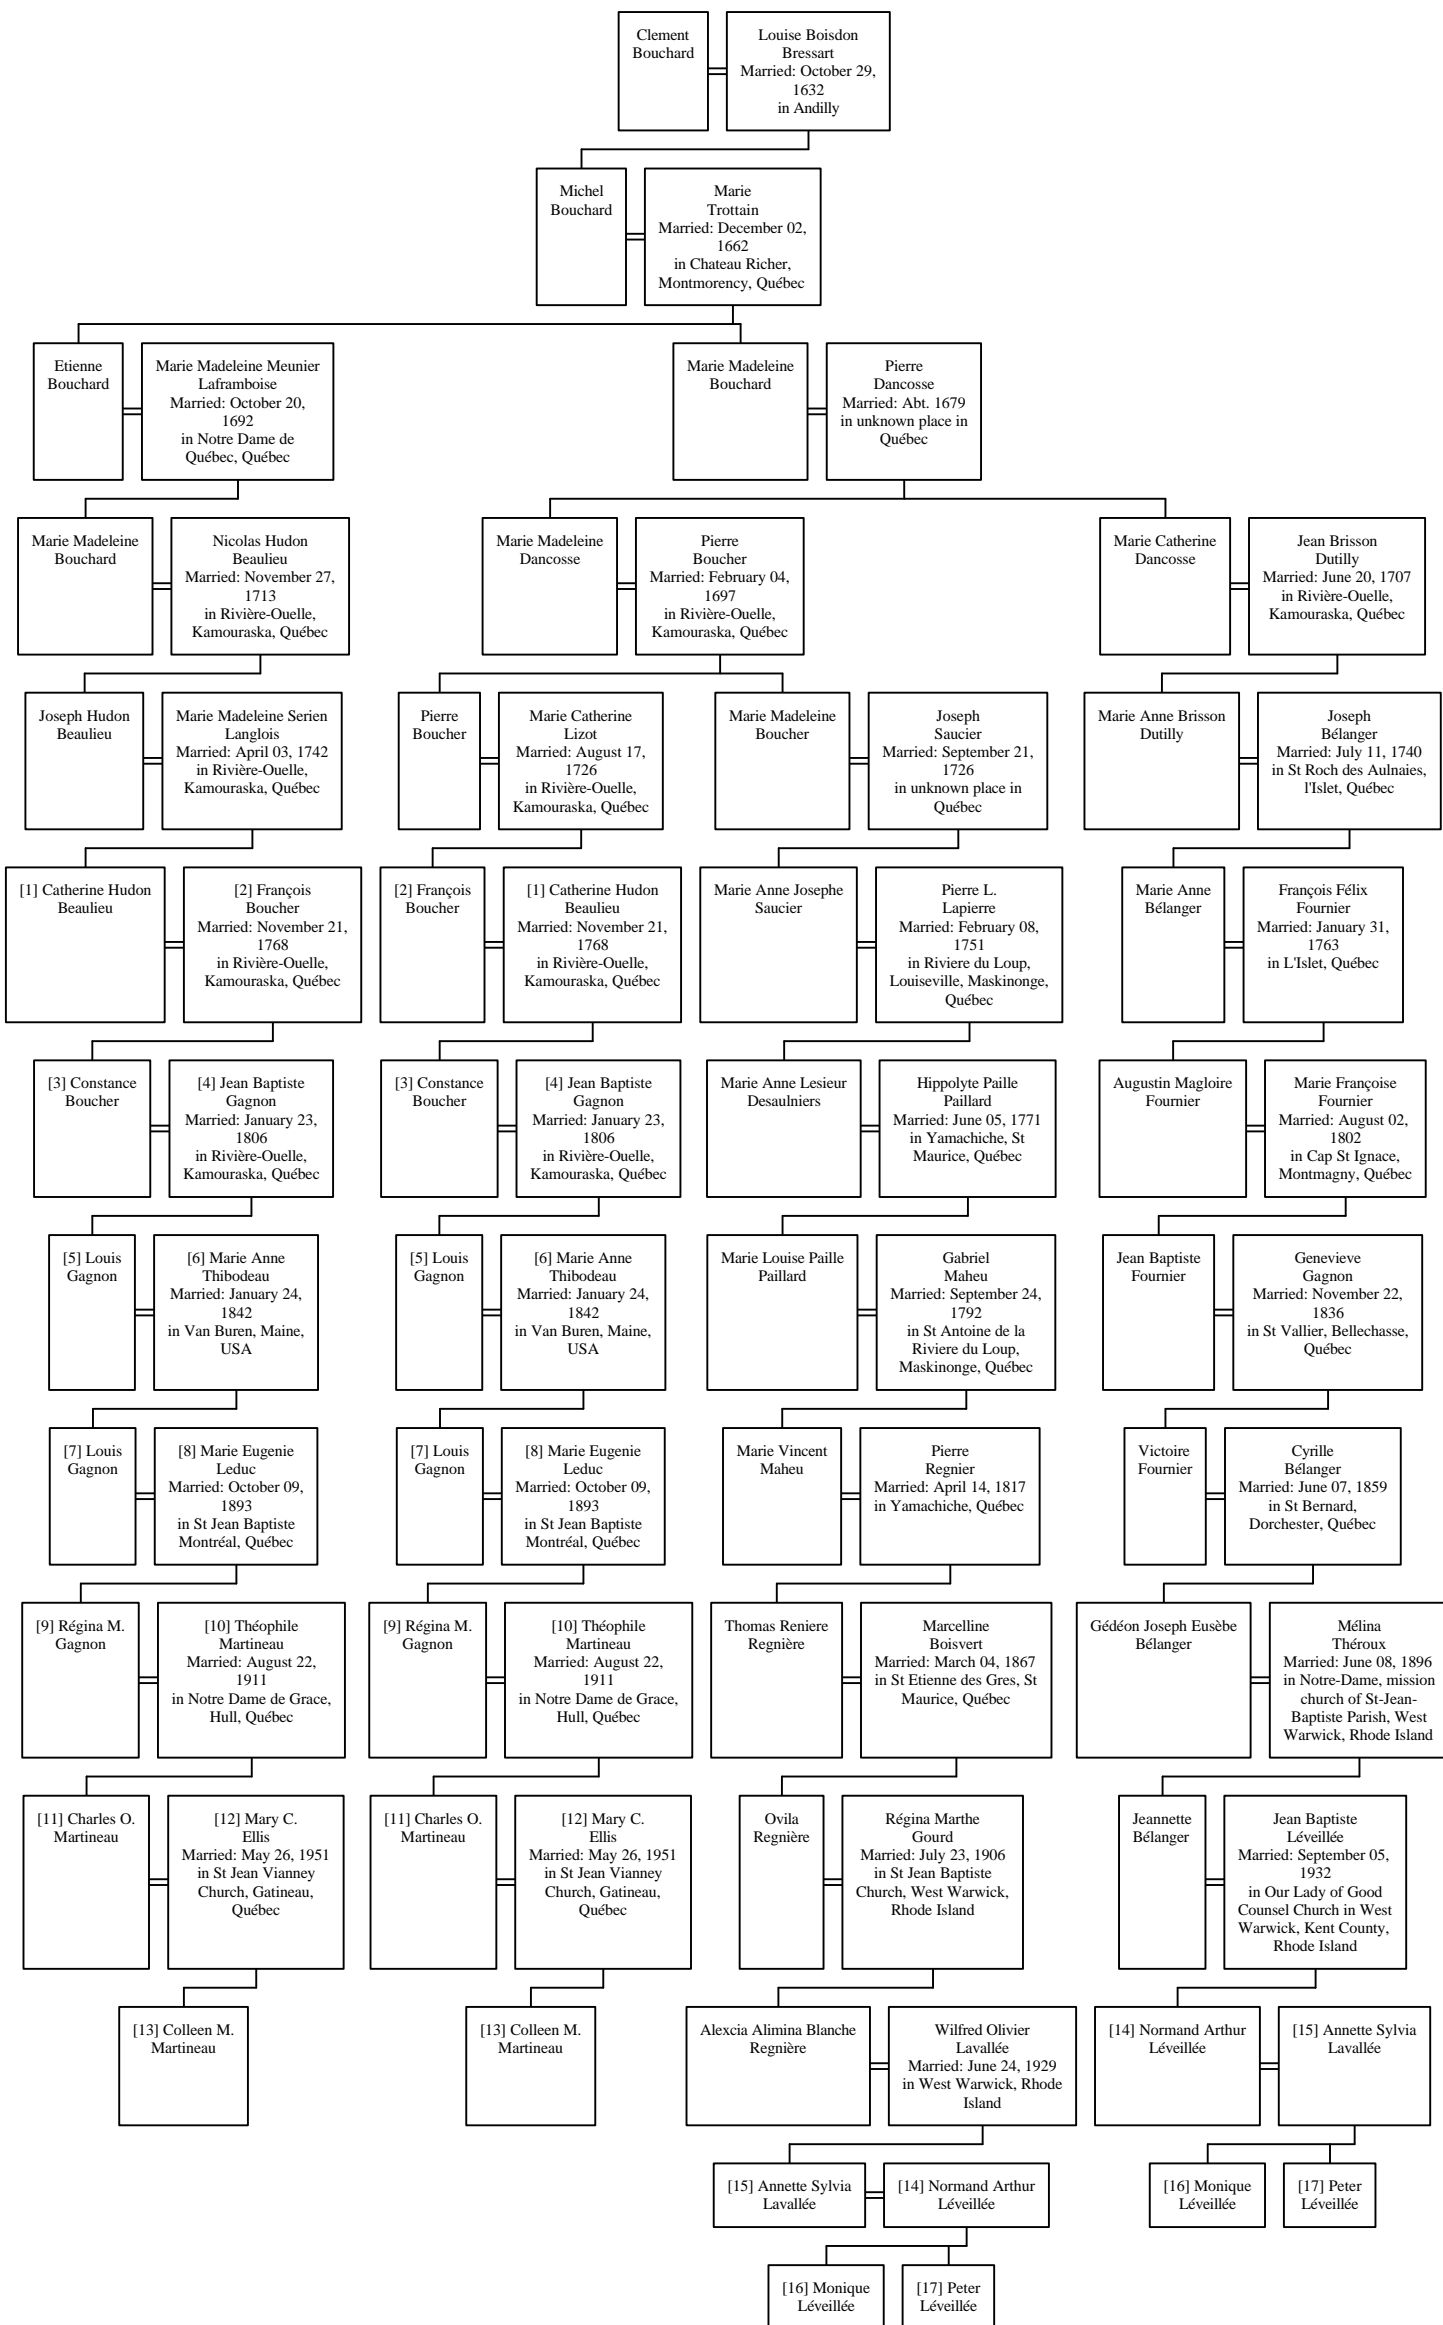 Clement
Bouchard
Louise Boisdon
Bressart
Married: October 29,
1632
in Andilly
Michel
Bouchard
Marie
Trottain
Married: December 02,
1662
in Chateau Richer,
Montmorency, Québec
Etienne
Bouchard
Marie Madeleine Meunier
Laframboise
Married: October 20,
1692
in Notre Dame de
Québec, Québec
Marie Madeleine
Bouchard
Pierre
Dancosse
Married: Abt. 1679
in unknown place in
Québec
Marie Madeleine
Bouchard
Nicolas Hudon
Beaulieu
Married: November 27,
1713
in Rivière-Ouelle,
Kamouraska, Québec
Marie Madeleine
Dancosse
Pierre
Boucher
Married: February 04,
1697
in Rivière-Ouelle,
Kamouraska, Québec
Marie Catherine
Dancosse
Jean Brisson
Dutilly
Married: June 20, 1707
in Rivière-Ouelle,
Kamouraska, Québec
Joseph Hudon
Beaulieu
Marie Madeleine Serien
Langlois
Married: April 03, 1742
in Rivière-Ouelle,
Kamouraska, Québec
Pierre
Boucher
Marie Catherine
Lizot
Married: August 17,
1726
in Rivière-Ouelle,
Kamouraska, Québec
Marie Madeleine
Boucher
Joseph
Saucier
Married: September 21,
1726
in unknown place in
Québec
Marie Anne Brisson
Dutilly
Joseph
Bélanger
Married: July 11, 1740
in St Roch des Aulnaies,
l'Islet, Québec
[1] Catherine Hudon
Beaulieu
[2] François
Boucher
Married: November 21,
1768
in Rivière-Ouelle,
Kamouraska, Québec
[2] François
Boucher
[1] Catherine Hudon
Beaulieu
Married: November 21,
1768
in Rivière-Ouelle,
Kamouraska, Québec
Marie Anne Josephe
Saucier
Pierre L.
Lapierre
Married: February 08,
1751
in Riviere du Loup,
Louiseville, Maskinonge,
Québec
Marie Anne
Bélanger
François Félix
Fournier
Married: January 31,
1763
in L'Islet, Québec
[3] Constance
Boucher
[4] Jean Baptiste
Gagnon
Married: January 23,
1806
in Rivière-Ouelle,
Kamouraska, Québec
[3] Constance
Boucher
[4] Jean Baptiste
Gagnon
Married: January 23,
1806
in Rivière-Ouelle,
Kamouraska, Québec
Marie Anne Lesieur
Desaulniers
Hippolyte Paille
Paillard
Married: June 05, 1771
in Yamachiche, St
Maurice, Québec
Augustin Magloire
Fournier
Marie Françoise
Fournier
Married: August 02,
1802
in Cap St Ignace,
Montmagny, Québec
[5] Louis
Gagnon
[6] Marie Anne
Thibodeau
Married: January 24,
1842
in Van Buren, Maine,
USA
[5] Louis
Gagnon
[6] Marie Anne
Thibodeau
Married: January 24,
1842
in Van Buren, Maine,
USA
Marie Louise Paille
Paillard
Gabriel
Maheu
Married: September 24,
1792
in St Antoine de la
Riviere du Loup,
Maskinonge, Québec
Jean Baptiste
Fournier
Genevieve
Gagnon
Married: November 22,
1836
in St Vallier, Bellechasse,
Québec
[7] Louis
Gagnon
[8] Marie Eugenie
Leduc
Married: October 09,
1893
in St Jean Baptiste
Montréal, Québec
[7] Louis
Gagnon
[8] Marie Eugenie
Leduc
Married: October 09,
1893
in St Jean Baptiste
Montréal, Québec
Marie Vincent
Maheu
Pierre
Regnier
Married: April 14, 1817
in Yamachiche, Québec
Victoire
Fournier
Cyrille
Bélanger
Married: June 07, 1859
in St Bernard,
Dorchester, Québec
[9] Régina M.
Gagnon
[10] Théophile
Martineau
Married: August 22,
1911
in Notre Dame de Grace,
Hull, Québec
[9] Régina M.
Gagnon
[10] Théophile
Martineau
Married: August 22,
1911
in Notre Dame de Grace,
Hull, Québec
Thomas Reniere
Regnière
Marcelline
Boisvert
Married: March 04, 1867
in St Etienne des Gres, St
Maurice, Québec
Gédéon Joseph Eusèbe
Bélanger
Mélina
Théroux
Married: June 08, 1896
in Notre-Dame, mission
church of St-Jean-
Baptiste Parish, West
Warwick, Rhode Island
[11] Charles O.
Martineau
[12] Mary C.
Ellis
Married: May 26, 1951
in St Jean Vianney
Church, Gatineau,
Québec
[11] Charles O.
Martineau
[12] Mary C.
Ellis
Married: May 26, 1951
in St Jean Vianney
Church, Gatineau,
Québec
Ovila
Regnière
Régina Marthe
Gourd
Married: July 23, 1906
in St Jean Baptiste
Church, West Warwick,
Rhode Island
Jeannette
Bélanger
Jean Baptiste
Léveillée
Married: September 05,
1932
in Our Lady of Good
Counsel Church in West
Warwick, Kent County,
Rhode Island
[13] Colleen M.
Martineau
[13] Colleen M.
Martineau
Alexcia Alimina Blanche
Regnière
Wilfred Olivier
Lavallée
Married: June 24, 1929
in West Warwick, Rhode
Island
[14] Normand Arthur
Léveillée
[15] Annette Sylvia
Lavallée
[15] Annette Sylvia
Lavallée
[14] Normand Arthur
Léveillée
[16] Monique
Léveillée
[17] Peter
Léveillée
[16] Monique
Léveillée
[17] Peter
Léveillée